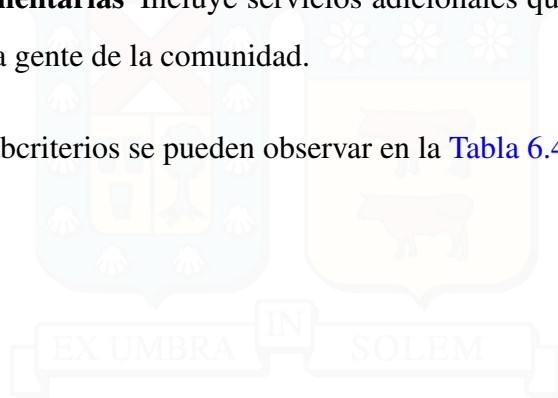 mentarias Incluye servicios adicionales qu
a gente de la comunidad.
bcriterios se pueden observar en la Tabla 6.4
EX UMBRA IN SOLEM